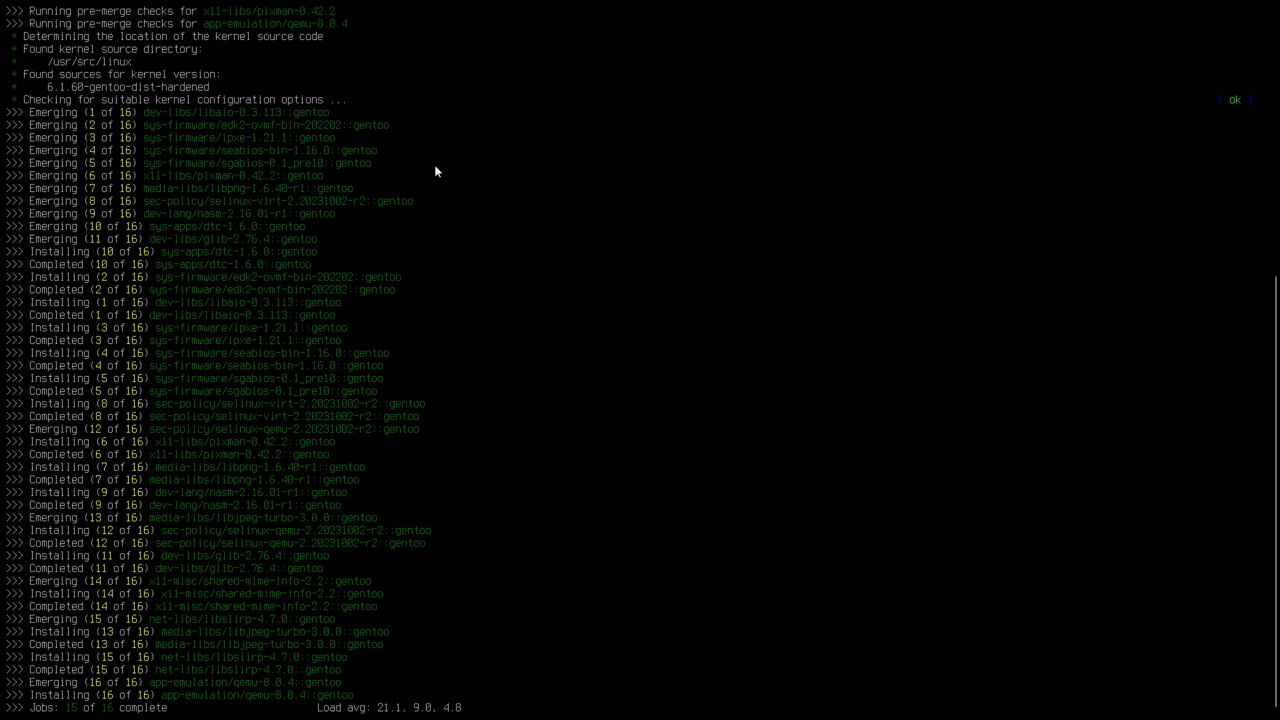 >>> Running pre-merge checks for x11-libs/pixman-0.42.2
>>> Running pre-merge checks for app-emulation/qemu-8.0.4
 * Determining the location of the kernel source code
 * Found kernel source directory:
 *     /usr/src/linux
 * Found sources for kernel version:
 *     6.1.60-gentoo-dist-hardened
 * Checking for suitable kernel configuration options ... [ ok ]
>>> Emerging (1 of 16) dev-libs/libaio-0.3.113::gentoo
>>> Emerging (2 of 16) sys-firmware/edk2-ovmf-bin-202202::gentoo
>>> Emerging (3 of 16) sys-firmware/ipxe-1.21.1::gentoo
>>> Emerging (4 of 16) sys-firmware/seabios-bin-1.16.0::gentoo
>>> Emerging (5 of 16) sys-firmware/sgabios-0.1_pre10::gentoo
>>> Emerging (6 of 16) x11-libs/pixman-0.42.2::gentoo
>>> Emerging (7 of 16) media-libs/libpng-1.6.40-r1::gentoo
>>> Emerging (8 of 16) sec-policy/selinux-virt-2.20231002-r2::gentoo
>>> Emerging (9 of 16) dev-lang/nasm-2.16.01-r1::gentoo
>>> Emerging (10 of 16) sys-apps/dtc-1.6.0::gentoo
>>> Emerging (11 of 16) dev-libs/glib-2.76.4::gentoo
>>> Installing (10 of 16) sys-apps/dtc-1.6.0::gentoo
>>> Completed (10 of 16) sys-apps/dtc-1.6.0::gentoo
>>> Installing (2 of 16) sys-firmware/edk2-ovmf-bin-202202::gentoo
>>> Completed (2 of 16) sys-firmware/edk2-ovmf-bin-202202::gentoo
>>> Installing (1 of 16) dev-libs/libaio-0.3.113::gentoo
>>> Completed (1 of 16) dev-libs/libaio-0.3.113::gentoo
>>> Installing (3 of 16) sys-firmware/ipxe-1.21.1::gentoo
>>> Completed (3 of 16) sys-firmware/ipxe-1.21.1::gentoo
>>> Installing (4 of 16) sys-firmware/seabios-bin-1.16.0::gentoo
>>> Completed (4 of 16) sys-firmware/seabios-bin-1.16.0::gentoo
>>> Installing (5 of 16) sys-firmware/sgabios-0.1_pre10::gentoo
>>> Completed (5 of 16) sys-firmware/sgabios-0.1_pre10::gentoo
>>> Installing (8 of 16) sec-policy/selinux-virt-2.20231002-r2::gentoo
>>> Completed (8 of 16) sec-policy/selinux-virt-2.20231002-r2::gentoo
>>> Emerging (12 of 16) sec-policy/selinux-qemu-2.20231002-r2::gentoo
>>> Installing (6 of 16) x11-libs/pixman-0.42.2::gentoo
>>> Completed (6 of 16) x11-libs/pixman-0.42.2::gentoo
>>> Installing (7 of 16) media-libs/libpng-1.6.40-r1::gentoo
>>> Completed (7 of 16) media-libs/libpng-1.6.40-r1::gentoo
>>> Installing (9 of 16) dev-lang/nasm-2.16.01-r1::gentoo
>>> Completed (9 of 16) dev-lang/nasm-2.16.01-r1::gentoo
>>> Emerging (13 of 16) media-libs/libjpeg-turbo-3.0.0::gentoo
>>> Installing (12 of 16) sec-policy/selinux-qemu-2.20231002-r2::gentoo
>>> Completed (12 of 16) sec-policy/selinux-qemu-2.20231002-r2::gentoo
>>> Installing (11 of 16) dev-libs/glib-2.76.4::gentoo
>>> Completed (11 of 16) dev-libs/glib-2.76.4::gentoo
>>> Emerging (14 of 16) x11-misc/shared-mime-info-2.2::gentoo
>>> Installing (14 of 16) x11-misc/shared-mime-info-2.2::gentoo
>>> Completed (14 of 16) x11-misc/shared-mime-info-2.2::gentoo
>>> Emerging (15 of 16) net-libs/libslirp-4.7.0::gentoo
>>> Installing (13 of 16) media-libs/libjpeg-turbo-3.0.0::gentoo
>>> Completed (13 of 16) media-libs/libjpeg-turbo-3.0.0::gentoo
>>> Installing (15 of 16) net-libs/libslirp-4.7.0::gentoo
>>> Completed (15 of 16) net-libs/libslirp-4.7.0::gentoo
>>> Emerging (16 of 16) app-emulation/qemu-8.0.4::gentoo
>>> Installing (16 of 16) app-emulation/qemu-8.0.4::gentoo
>>> Jobs: 15 of 16 complete Load avg: 21.1, 9.0, 4.8